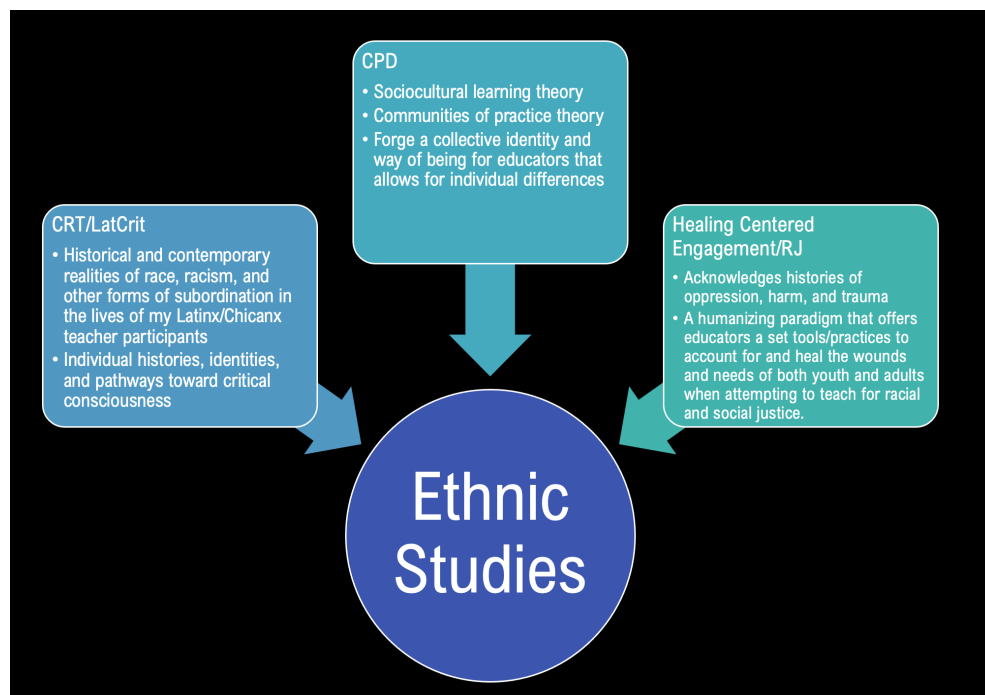 CPD
• Sociocultural learning theory
• Communities of practice theory
• Forge a collective identity and
way of being for educators that
allows for individual differences
CRT/LatCrit
• Historical and contemporary
realities of race, racism, and
other forms of subordination in
the lives of my Latinx/Chicanx
teacher participants
• Individual histories, identities,
and pathways toward critical
consciousness
Healing Centered
Engagement/RJ
• Acknowledges histories of
oppression, harm, and trauma
• A humanizing paradigm that offers
educators a set tools/practices to
account for and heal the wounds
and needs of both youth and adults
when attempting to teach for racial
and social justice.
Ethnic
Studies